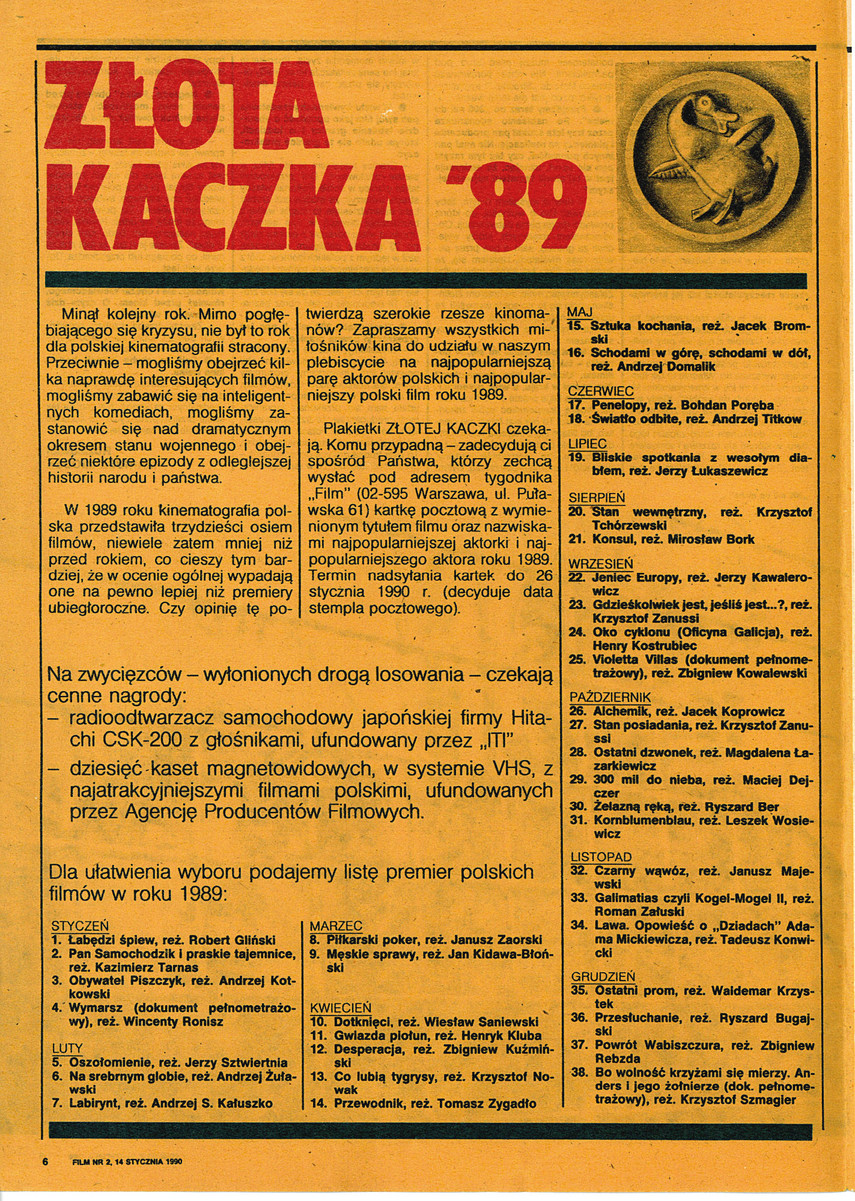 ZŁOTA
KACZKA '89
Minął kolejny rok. Mimo pogłę-
biającego się kryzysu, nie był to rok
dla polskiej kinematografii stracony.
Przeciwnie – mogliśmy obejrzeć kil-
ka naprawdę interesujących filmów,
mogliśmy zabawić się na inteligent-
nych komediach, mogliśmy za-
stanowić się nad dramatycznym
okresem stanu wojennego i obej-
rzeć niektóre epizody z odleglejszej
historii narodu i państwa.
W 1989 roku kinematografia pol-
ska przedstawiła trzydzieści osiem
filmów, niewiele zatem mniej niż
przed rokiem, co cieszy tym bar-
dziej, że w ocenie ogólnej wypadają
one na pewno lepiej niż premiery
ubiegłoroczne. Czy opinię tę po-
twierdzą szerokie rzesze kinoma-
nów? Zapraszamy wszystkich mi-
łośników kina do udziału w naszym
plebiscycie na najpopularniejszą
parę aktorów polskich i najpopular-
niejszy polski film roku 1989.
Plakietki ZŁOTEJ KACZKI czeka-
ją. Komu przypadną – zadecydują ci
spośród Państwa, którzy zechcą
wysłać pod adresem tygodnika
„Film" (02-595 Warszawa, ul. Puła-
wska 61) kartkę pocztową z wymie-
nionym tytułem filmu oraz nazwiska-
mi najpopularniejszej aktorki i naj-
popularniejszego aktora roku 1989.
Termin nadsyłania kartek do 26
stycznia 1990 r. (decyduje data
stempla pocztowego).
Na zwycięzców – wyłonionych drogą losowania – czekają
cenne nagrody:
– radioodtwarzacz samochodowy japońskiej firmy Hita-
chi CSK-200 z głośnikami, ufundowany przez „ITI"
– dziesięć kaset magnetowidowych, w systemie VHS, z
najatrakcyjniejszymi filmami polskimi, ufundowanych
przez Agencję Producentów Filmowych.
Dla ułatwienia wyboru podajemy listę premier polskich
filmów w roku 1989:
STYCZEŃ
1. Łabędzi śpiew, reż. Robert Gliński
2. Pan Samochodzik i praskie tajemnice,
reż. Kazimierz Tarnas
3. Obywatel Piszczyk, reż. Andrzej Kot-
kowski
4. Wymarsz (dokument pełnometrażo-
wy), reż. Wincenty Ronisz
LUTY
5. Oszołomienie, reż. Jerzy Sztwiertnia
6. Na srebrnym globie, reż. Andrzej Żuła-
wski
7. Labirynt, reż. Andrzej S. Kałuszko
MARZEC
8. Piłkarski poker, reż. Janusz Zaorski
9. Męskie sprawy, reż. Jan Kidawa-Błoń-
ski
KWIECIEŃ
10. Dotknięci, reż. Wiesław Saniewski
11. Gwiazda piołun, reż. Henryk Kluba
12. Desperacja, reż. Zbigniew Kuźmiń-
ski
13. Co lubią tygrysy, reż. Krzysztof No-
wak
14. Przewodnik, reż. Tomasz Zygadło
MAJ
15. Sztuka kochania, reż. Jacek Brom-
ski
16. Schodami w górę, schodami w dół,
reż. Andrzej Domalik
CZERWIEC
17. Penelopy, reż. Bohdan Poręba
18. Światło odbite, reż. Andrzej Titkow
LIPIEC
19. Bliskie spotkania z wesołym dia-
błem, reż. Jerzy Łukaszewicz
SIERPIEŃ
20. Stan wewnętrzny, reż. Krzysztof
Tchórzewski
21. Konsul, reż. Mirosław Bork
WRZESIEŃ
22. Jeniec Europy, reż. Jerzy Kawalero-
wicz
23. Gdzieśkolwiek jest, jeśliś jest...?, reż.
Krzysztof Zanussi
24. Oko cyklonu (Oficyna Galicja), reż.
Henry Kostrubiec
25. Violetta Villas (dokument pełnome-
trażowy), reż. Zbigniew Kowalewski
PAŹDZIERNIK
26. Alchemik, reż. Jacek Koprowicz
27. Stan posiadania, reż. Krzysztof Zanu-
ssi
28. Ostatni dzwonek, reż. Magdalena Ła-
zarkiewicz
29. 300 mil do nieba, reż. Maciej Dej-
czer
30. Żelazną ręką, reż. Ryszard Ber
31. Kornblumenblau, reż. Leszek Wosie-
wicz
LISTOPAD
32. Czarny wąwóz, reż. Janusz Maje-
wski
33. Galimatias czyli Kogel-Mogel II, reż.
Roman Załuski
34. Lawa. Opowieść o „Dziadach" Ada-
ma Mickiewicza, reż. Tadeusz Konwi-
cki
GRUDZIEŃ
35. Ostatni prom, reż. Waldemar Krzys-
tek
36. Przesłuchanie, reż. Ryszard Bugaj-
ski
37. Powrót Wabiszczura, reż. Zbigniew
Rebzda
38. Bo wolność krzyżami się mierzy. An-
ders i jego żołnierze (dok. pełnome-
trażowy), reż. Krzysztof Szmagier
6 FILM NR 2, 14 STYCZNIA 1990